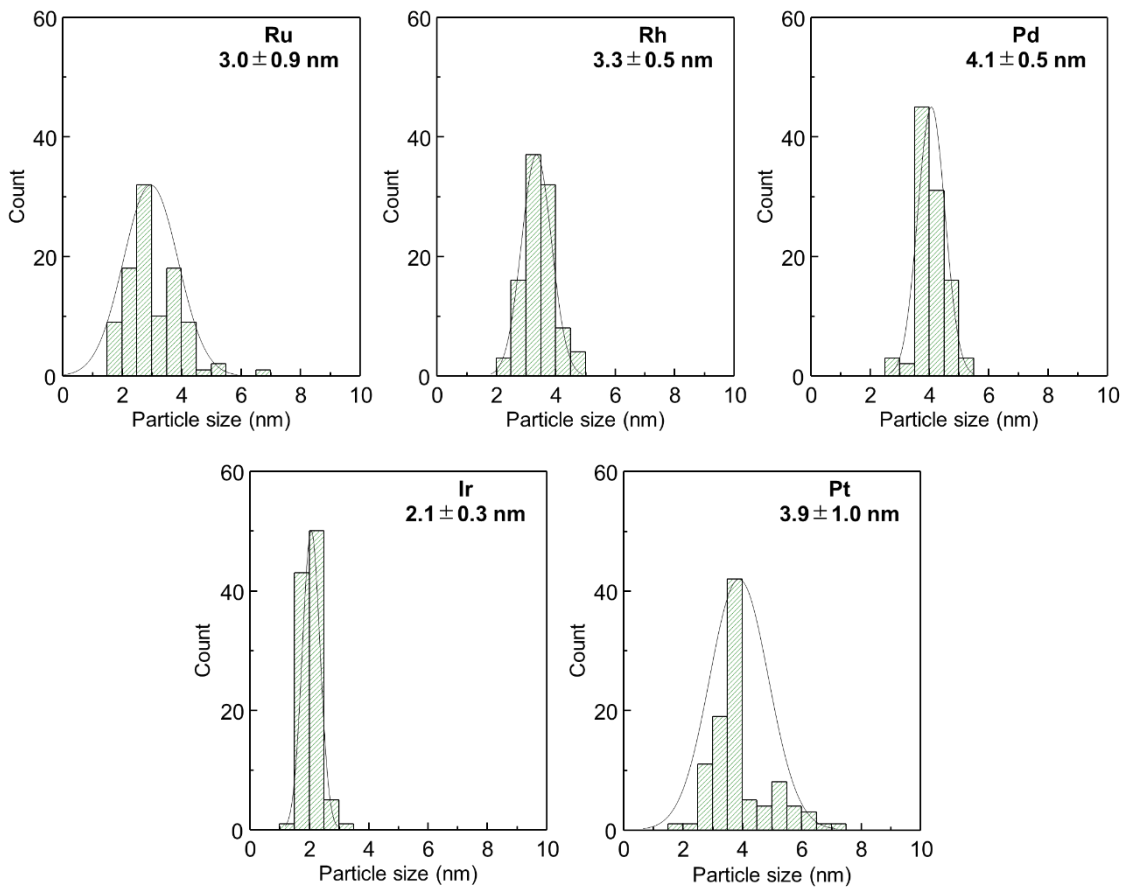 Ru
3.0±0.9 nm
60
40
20
0
Count
0 2 4 6 8 10
Particle size (nm)
Rh
3.3±0.5 nm
60
40
20
0
Count
0 2 4 6 8 10
Particle size (nm)
Pd
4.1±0.5 nm
60
40
20
0
Count
0 2 4 6 8 10
Particle size (nm)
Ir
2.1±0.3 nm
60
40
20
0
Count
0 2 4 6 8 10
Particle size (nm)
Pt
3.9±1.0 nm
60
40
20
0
Count
0 2 4 6 8 10
Particle size (nm)